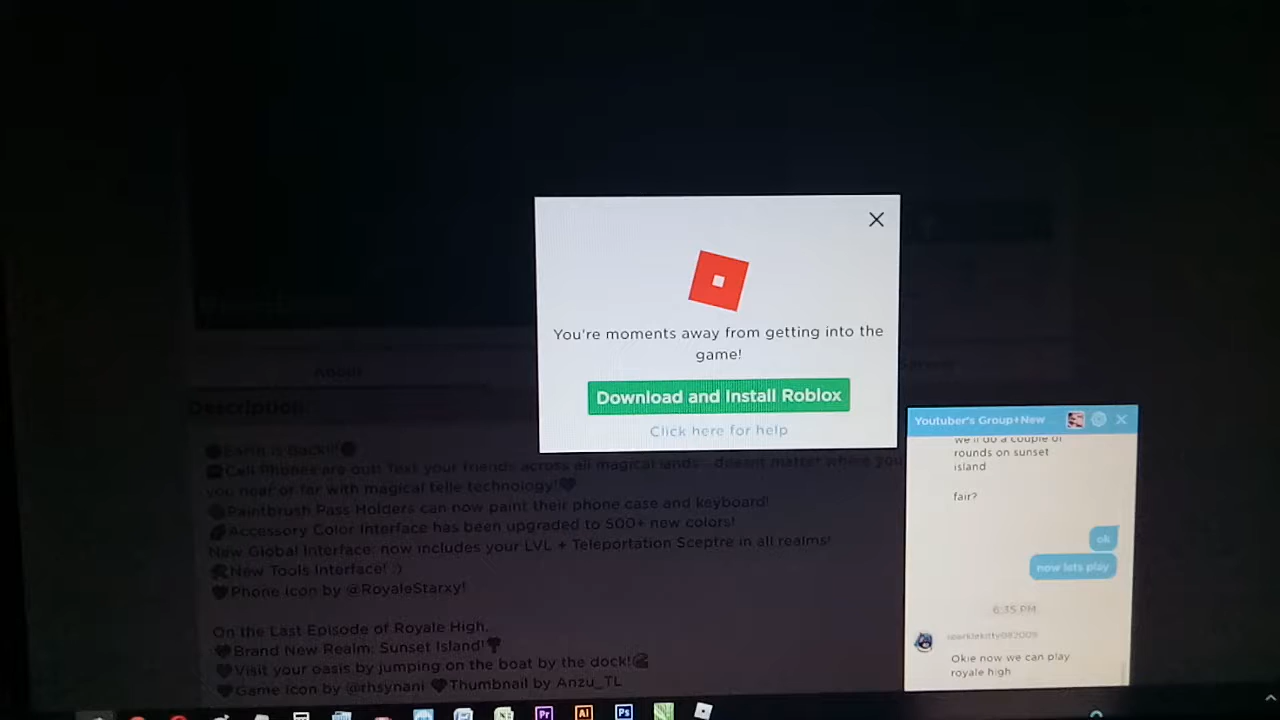 You're moments away from getting into the
game!
Download and Install Roblox
Click here for help
About
Description:
Earth is Back!!!
Cell Phones are out! Text your friends across all magical lands - doesnt matter where you
you near or far with magical telle technology!
Paintbrush Pass Holders can now paint their phone case and keyboard!
Accessory Color Interface has been upgraded to 500+ new colors!
New Global Interface: now includes your LVL + Teleportation Sceptre in all realms!
New Tools Interface! :)
Phone Icon by @RoyaleStarxy!
On the Last Episode of Royale High,
Brand New Realm: Sunset Island!
Visit your oasis by jumping on the boat by the dock!
Game Icon by @rhsynani Thumbnail by Anzu_TL
Youtuber's Group+New
we'll do a couple of
rounds on sunset
island
fair?
ok
now lets play
6:35 PM
Okie now we can play
royale high
Pr
Ai
Ps